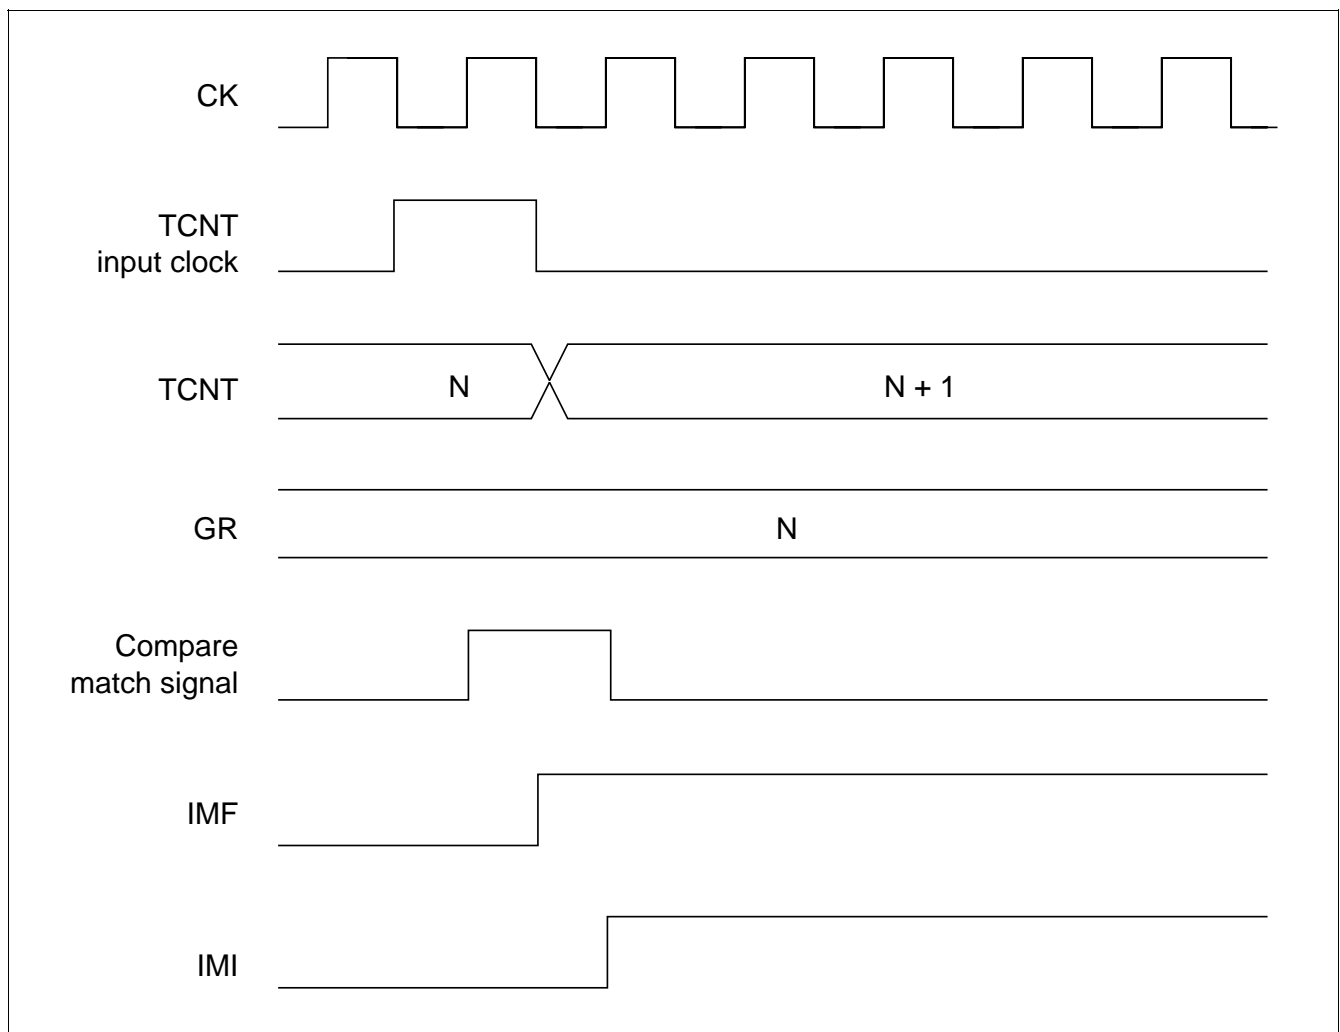 CK
TCNT
input clock
TCNT
N
N + 1
GR
N
Compare
match signal
IMF
IMI